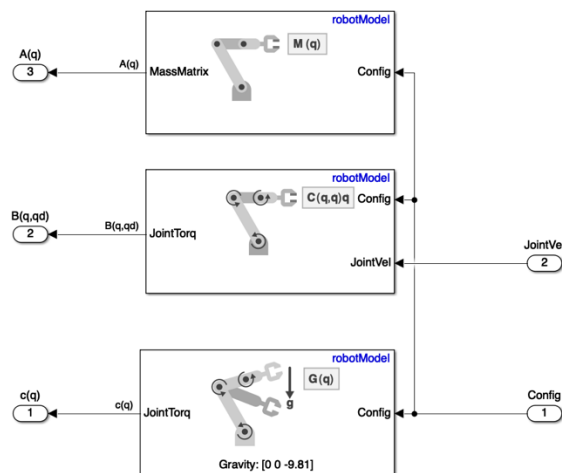 robotModel
A(q)
3
A(q)
MassMatrix
M (q)
Config
robotModel
B(q,qd)
2
B(q,qd)
JointTorq
C(q,q)q
Config
JointVel
JointVe
2
robotModel
c(q)
1
c(q)
JointTorq
G(q)
g
Config
Config
1
Gravity: [0 0 -9.81]